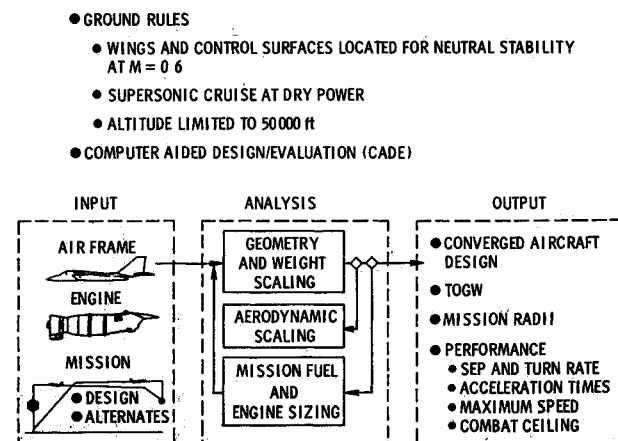 ● GROUND RULES
● WINGS AND CONTROL SURFACES LOCATED FOR NEUTRAL STABILITY
AT M = 0 6
● SUPERSONIC CRUISE AT DRY POWER
● ALTITUDE LIMITED TO 50000 ft
● COMPUTER AIDED DESIGN/EVALUATION (CADE)
INPUT
AIR FRAME
ENGINE
MISSION
● DESIGN
● ALTERNATES
ANALYSIS
GEOMETRY
AND WEIGHT
SCALING
AERODYNAMIC
SCALING
MISSION FUEL
AND
ENGINE SIZING
OUTPUT
● CONVERGED AIRCRAFT
DESIGN
● TOGW
● MISSION RADII
● PERFORMANCE
● SEP AND TURN RATE
● ACCELERATION TIMES
● MAXIMUM SPEED
● COMBAT CEILING